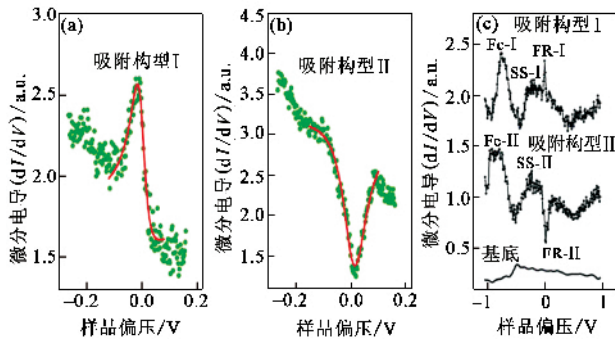 (a)
吸附构型I
微分电导(dI/dV)/a.u.
3.0
2.5
2.0
1.5
1.0
-0.2
0.0
0.2
样品偏压/V
(b)
吸附构型II
微分电导(dI/dV)/a.u.
4.5
4.0
3.5
3.0
2.5
2.0
1.5
-0.2
0.0
0.2
样品偏压/V
(c)
吸附构型I
Fc-I
FR-I
SS-I
Fc-II
吸附构型II
SS-II
FR-II
基底
微分电导(dI/dV)/a.u.
2.5
2.0
1.5
1.0
0.5
-1
0
1
样品偏压/V